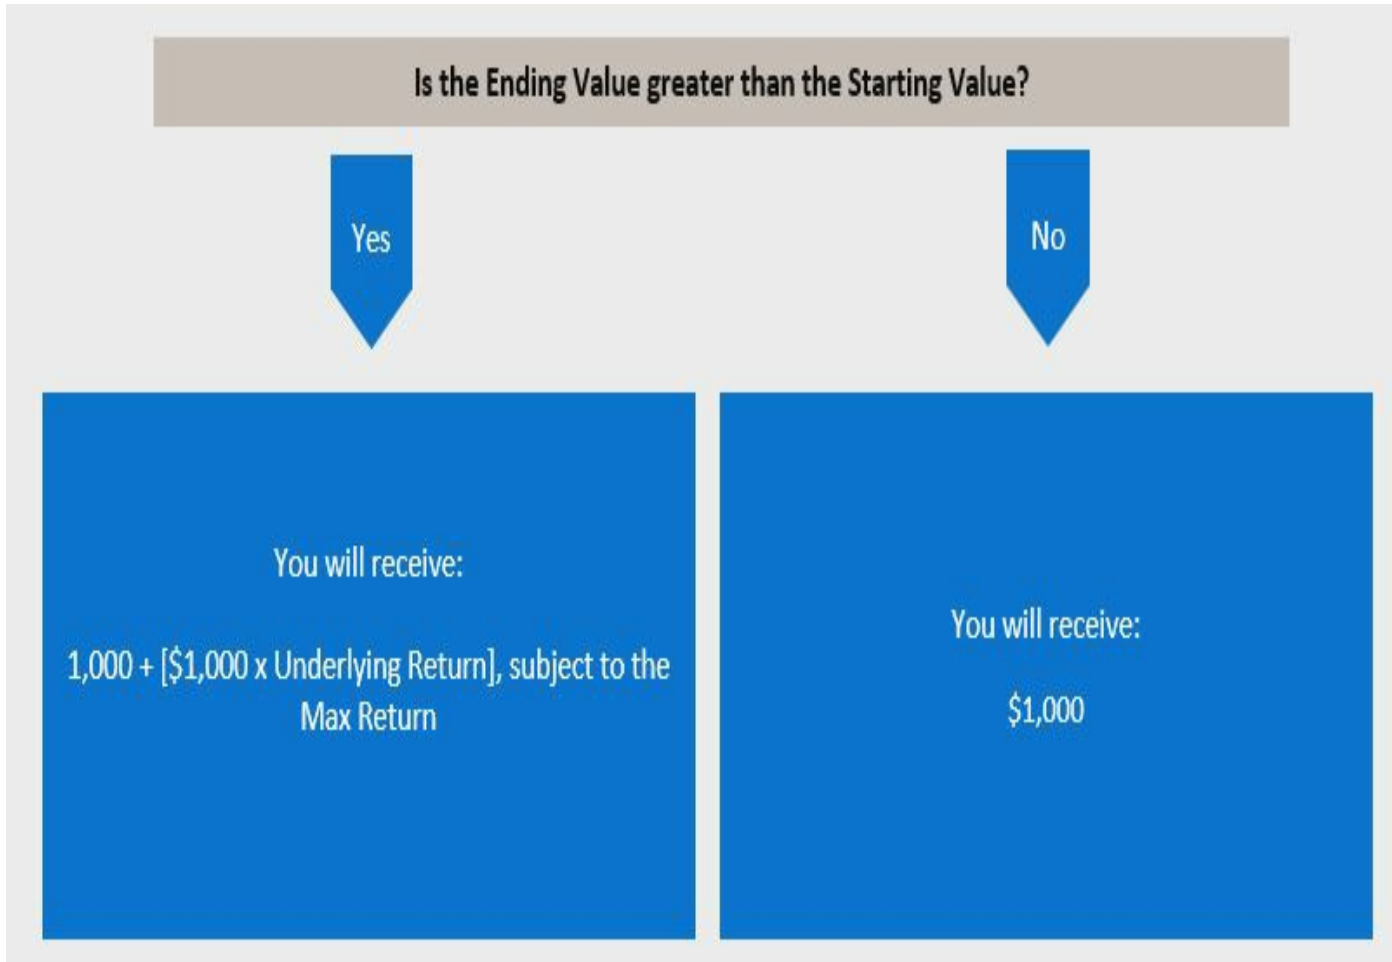 Is the Ending Value greater than the Starting Value?
Yes
No
You will receive:
1,000 + [$1,000 x Underlying Return], subject to the
Max Return
You will receive:
$1,000